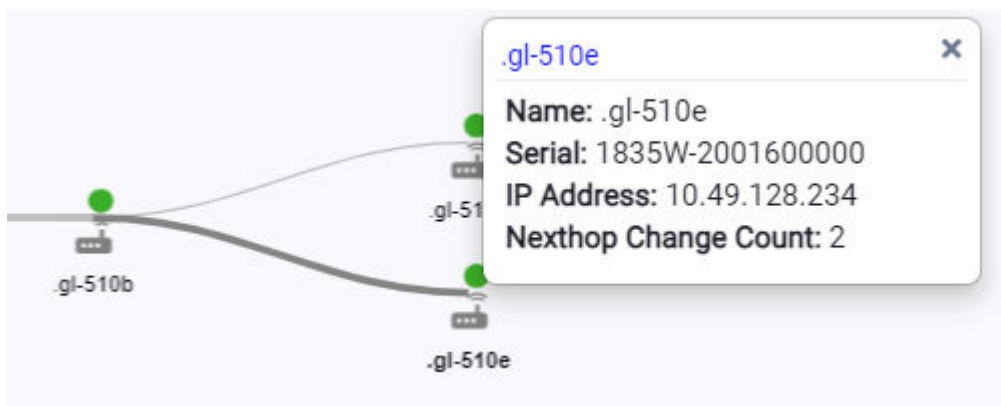 .gl-510e
Name: .gl-510e
Serial: 1835W-2001600000
IP Address: 10.49.128.234
Nexthop Change Count: 2
.gl-51
.gl-510b
.gl-510e